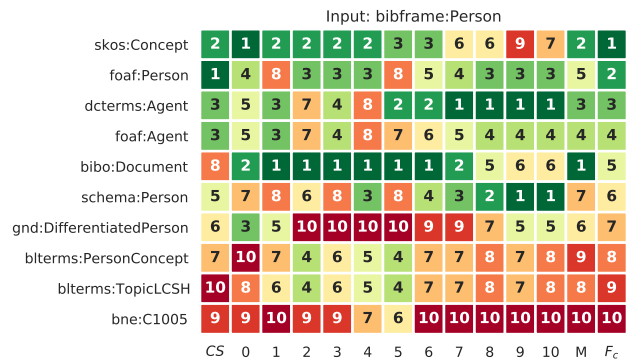 Input: bibframe:Person
skos:Concept 2 1 2 2 2 2 3 3 6 6 9 7 2 1
foaf:Person 1 4 8 3 3 3 8 5 4 3 3 3 5 2
dcterms:Agent 3 5 3 7 4 8 2 2 1 1 1 1 3 3
foaf:Agent 3 5 3 7 4 8 7 6 5 4 4 4 4 4
bibo:Document 8 2 1 1 1 1 1 1 2 5 6 6 1 5
schema:Person 5 7 8 6 8 3 8 4 3 2 1 1 7 6
gnd:DifferentiatedPerson 6 3 5 10 10 10 10 9 9 7 5 5 6 7
blterms:PersonConcept 7 10 7 4 6 5 4 7 7 8 7 8 9 8
blterms:TopicLCSH 10 8 6 4 6 5 4 7 7 8 7 8 8 9
bne:C1005 9 9 10 9 9 7 6 10 10 10 10 10 10 10
CS 0 1 2 3 4 5 6 7 8 9 10 M Fc